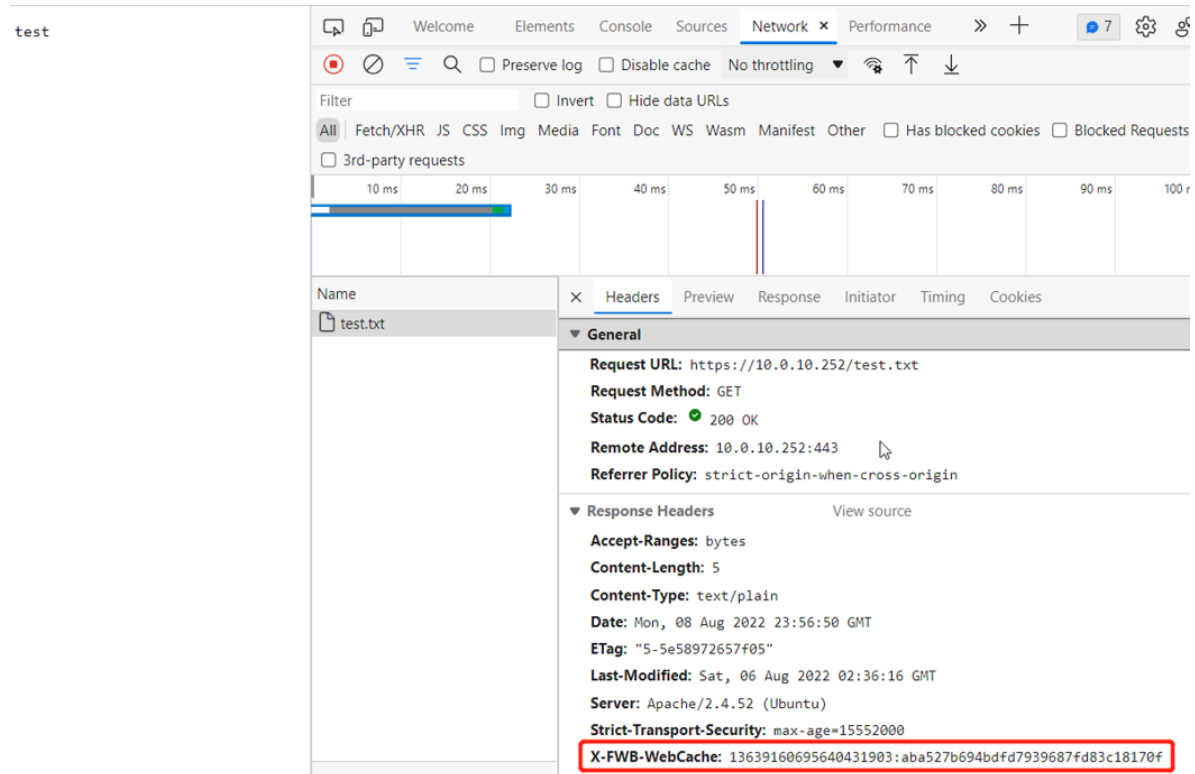 test
Welcome Elements Console Sources Network × Performance » + 7
Preserve log Disable cache No throttling
Filter Invert Hide data URLs
All Fetch/XHR JS CSS Img Media Font Doc WS Wasm Manifest Other Has blocked cookies Blocked Requests
3rd-party requests
10 ms 20 ms 30 ms 40 ms 50 ms 60 ms 70 ms 80 ms 90 ms 100
Name
× Headers Preview Response Initiator Timing Cookies
test.txt
General
Request URL: https://10.0.10.252/test.txt
Request Method: GET
Status Code: 200 OK
Remote Address: 10.0.10.252:443
Referrer Policy: strict-origin-when-cross-origin
Response Headers View source
Accept-Ranges: bytes
Content-Length: 5
Content-Type: text/plain
Date: Mon, 08 Aug 2022 23:56:50 GMT
ETag: "5-5e58972657f05"
Last-Modified: Sat, 06 Aug 2022 02:36:16 GMT
Server: Apache/2.4.52 (Ubuntu)
Strict-Transport-Security: max-age=15552000
X-FWB-WebCache: 13639160695640431903:aba527b694bdfd7939687fd83c18170f